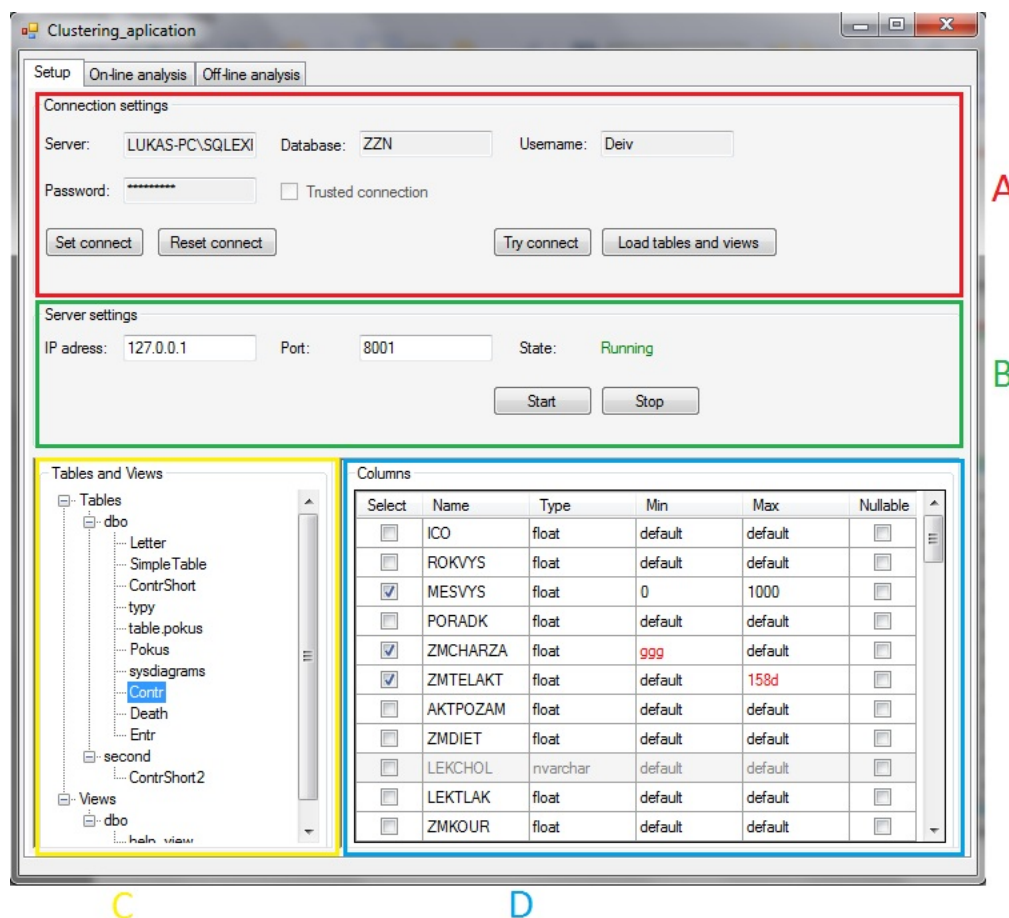 Clustering_aplication
Setup On-line analysis Off-line analysis
Connection settings
Server: LUKAS-PC\SQLEXI Database: ZZN Username: Deiv
Password: ********* Trusted connection
Set connect Reset connect Try connect Load tables and views
A
Server settings
IP adress: 127.0.0.1 Port: 8001 State: Running
Start Stop
B
Tables and Views
Tables
dbo
Letter
SimpleTable
ContrShort
typy
table.pokus
Pokus
sysdiagrams
Contr
Death
Entr
second
ContrShort2
Views
dbo
help_view
C
Columns
Select Name Type Min Max Nullable
ICO float default default
ROKVYS float default default
MESVYS float 0 1000
PORADK float default default
ZMCHARZA float ggg default
ZMTELAKT float default 158d
AKTPOZAM float default default
ZMDIET float default default
LEKCHOL nvarchar default default
LEKTLAK float default default
ZMKOUR float default default
D